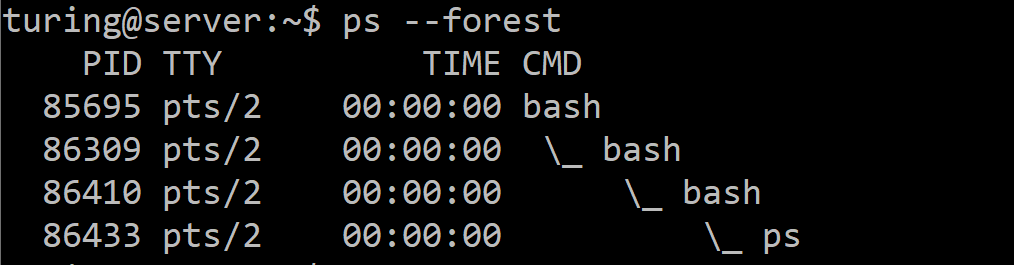 turing@server:~$ ps --forest
    PID TTY          TIME CMD
  85695 pts/2    00:00:00 bash
  86309 pts/2    00:00:00  \_ bash
  86410 pts/2    00:00:00      \_ bash
  86433 pts/2    00:00:00          \_ ps